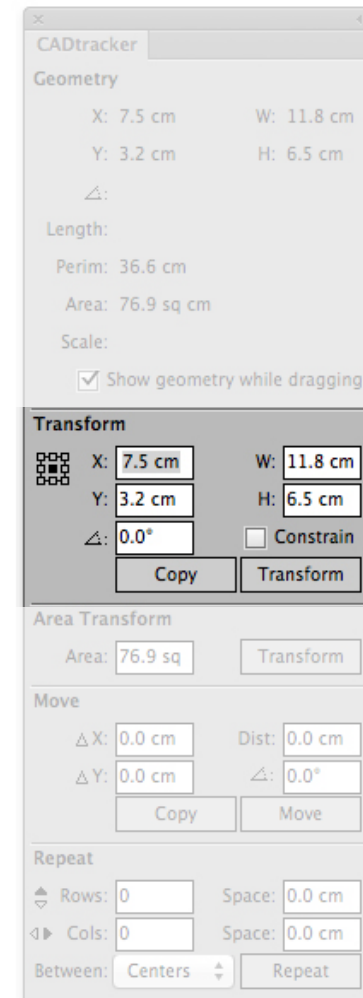 CADtracker
Geometry
X: 7.5 cm W: 11.8 cm
Y: 3.2 cm H: 6.5 cm
∠:
Length:
Perim: 36.6 cm
Area: 76.9 sq cm
Scale:
Show geometry while dragging
Transform
X: 7.5 cm W: 11.8 cm
Y: 3.2 cm H: 6.5 cm
∠: 0.0° Constrain
Copy Transform
Area Transform
Area: 76.9 sq Transform
Move
△ X: 0.0 cm Dist: 0.0 cm
△ Y: 0.0 cm ∠: 0.0°
Copy Move
Repeat
Rows: 0 Space: 0.0 cm
Cols: 0 Space: 0.0 cm
Between: Centers Repeat